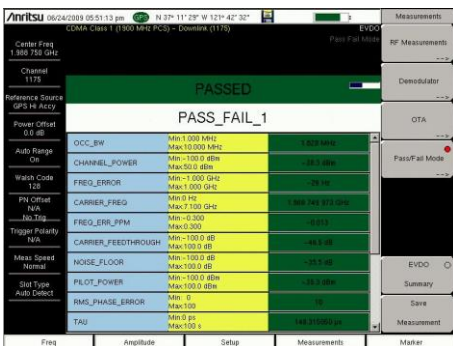 Anritsu 06/24/2009 05:51:13 pm GPS N 37° 11' 29" W 121° 42' 32"
Measurements
CDMA Class 1 (1900 MHz PCS) - Downlink (1175)
EVDO
Pass Fail Mode
Center Freq
1.988 750 GHz
Channel
1175
Reference Source
GPS Hi Accy
Power Offset
0.0 dB
Auto Range
On
Walsh Code
128
PN Offset
N/A
No Trig
Trigger Polarity
N/A
Meas Speed
Normal
Slot Type
Auto Detect
PASSED
PASS_FAIL_1
OCC_BW
Min:1.000 MHz
Max:10.000 MHz
CHANNEL_POWER
Min:-100.0 dBm
Max:50.0 dBm
FREQ_ERROR
Min:-1.000 GHz
Max:1.000 GHz
CARRIER_FREQ
Min:0 Hz
Max:7.100 GHz
FREQ_ERR_PPM
Min:-0.300
Max:0.300
CARRIER_FEEDTHROUGH
Min:-100.0 dB
Max:100.0 dB
NOISE_FLOOR
Min:-100.0 dB
Max:100.0 dB
PILOT_POWER
Min:-100.0 dBm
Max:100.0 dBm
RMS_PHASE_ERROR
Min: 0
Max:100
TAU
Min:0 ps
Max:100 s
RF Measurements
-->
Demodulator
-->
OTA
-->
Pass/Fail Mode
-->
EVDO
Summary
Save
Measurement
Freq
Amplitude
Setup
Measurements
Marker